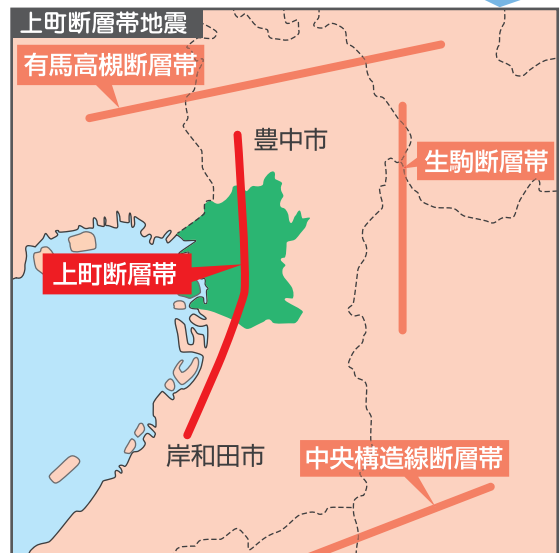 上町断層帯地震
有馬高槻断層帯
豊中市
生駒断層帯
上町断層帯
岸和田市
中央構造線断層帯